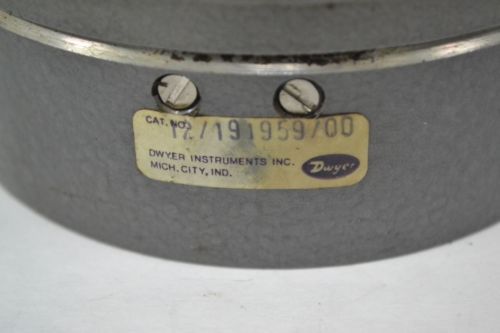 CAT. NO. 12/191959/00
DWYER INSTRUMENTS INC.
MICH. CITY, IND.
Dwyer